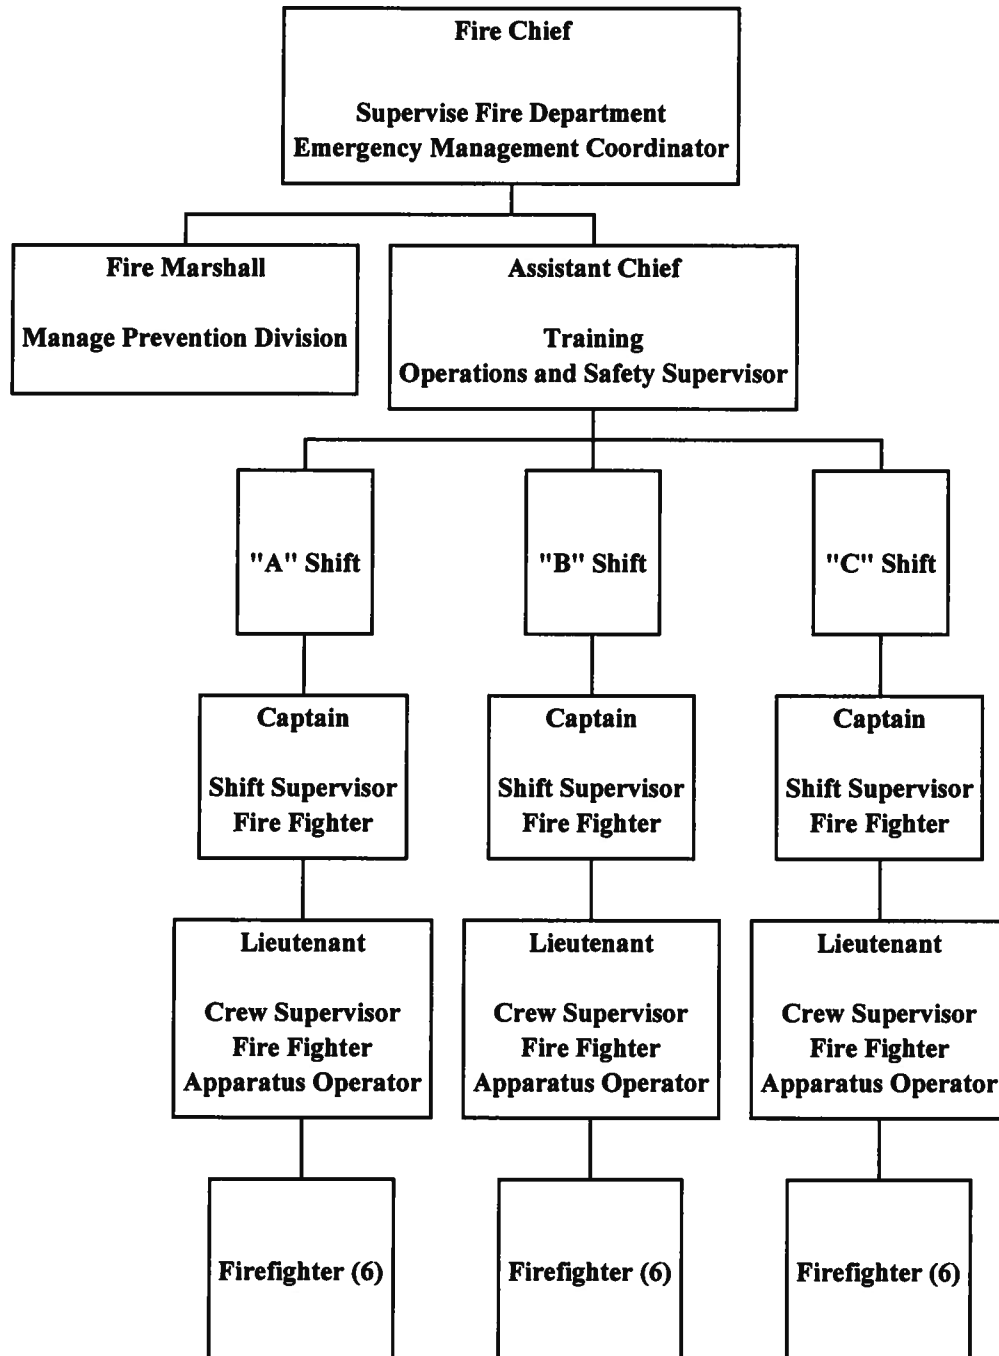 Fire Chief
Supervise Fire Department
Emergency Management Coordinator
Fire Marshall
Manage Prevention Division
Assistant Chief
Training
Operations and Safety Supervisor
"A" Shift
"B" Shift
"C" Shift
Captain
Shift Supervisor
Fire Fighter
Captain
Shift Supervisor
Fire Fighter
Captain
Shift Supervisor
Fire Fighter
Lieutenant
Crew Supervisor
Fire Fighter
Apparatus Operator
Lieutenant
Crew Supervisor
Fire Fighter
Apparatus Operator
Lieutenant
Crew Supervisor
Fire Fighter
Apparatus Operator
Firefighter (6)
Firefighter (6)
Firefighter (6)